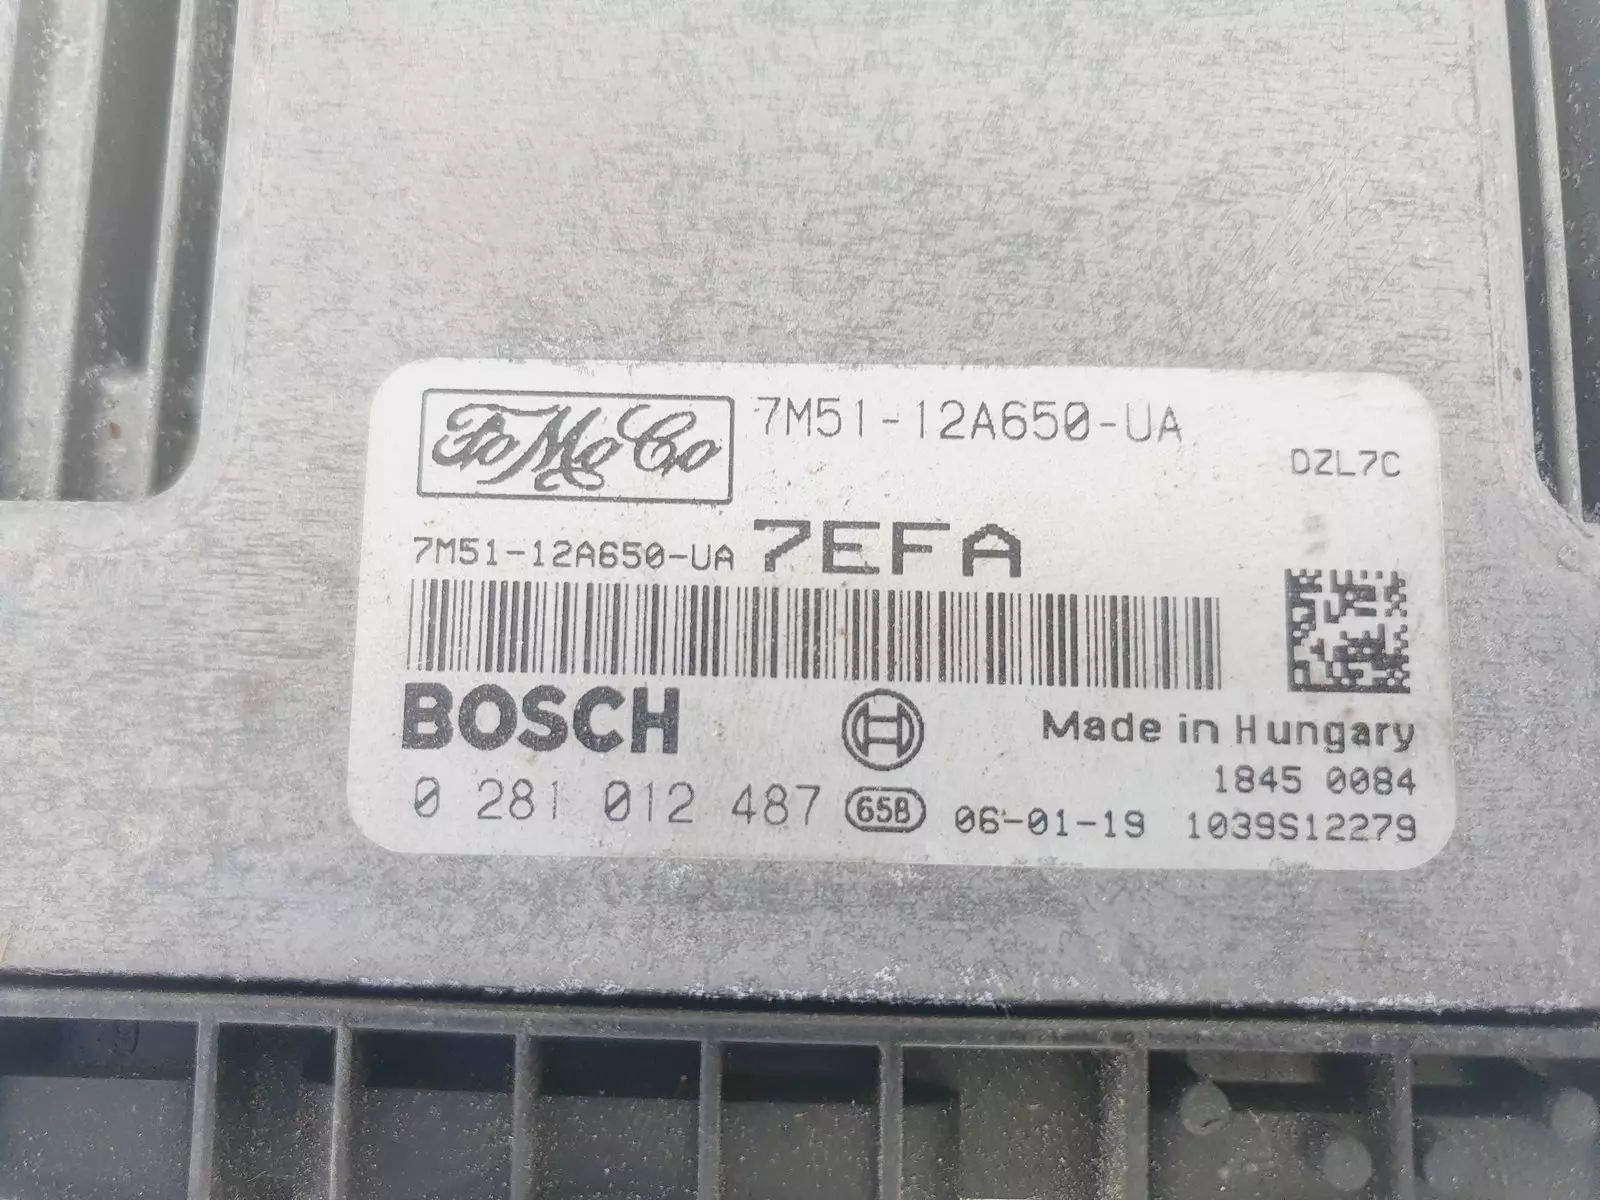 FoMoCo 7M51-12A650-UA
DZL7C
7M51-12A650-UA 7EFA
BOSCH
Made in Hungary
1845 0084
0 281 012 487 65B 06-01-19 1039S12279